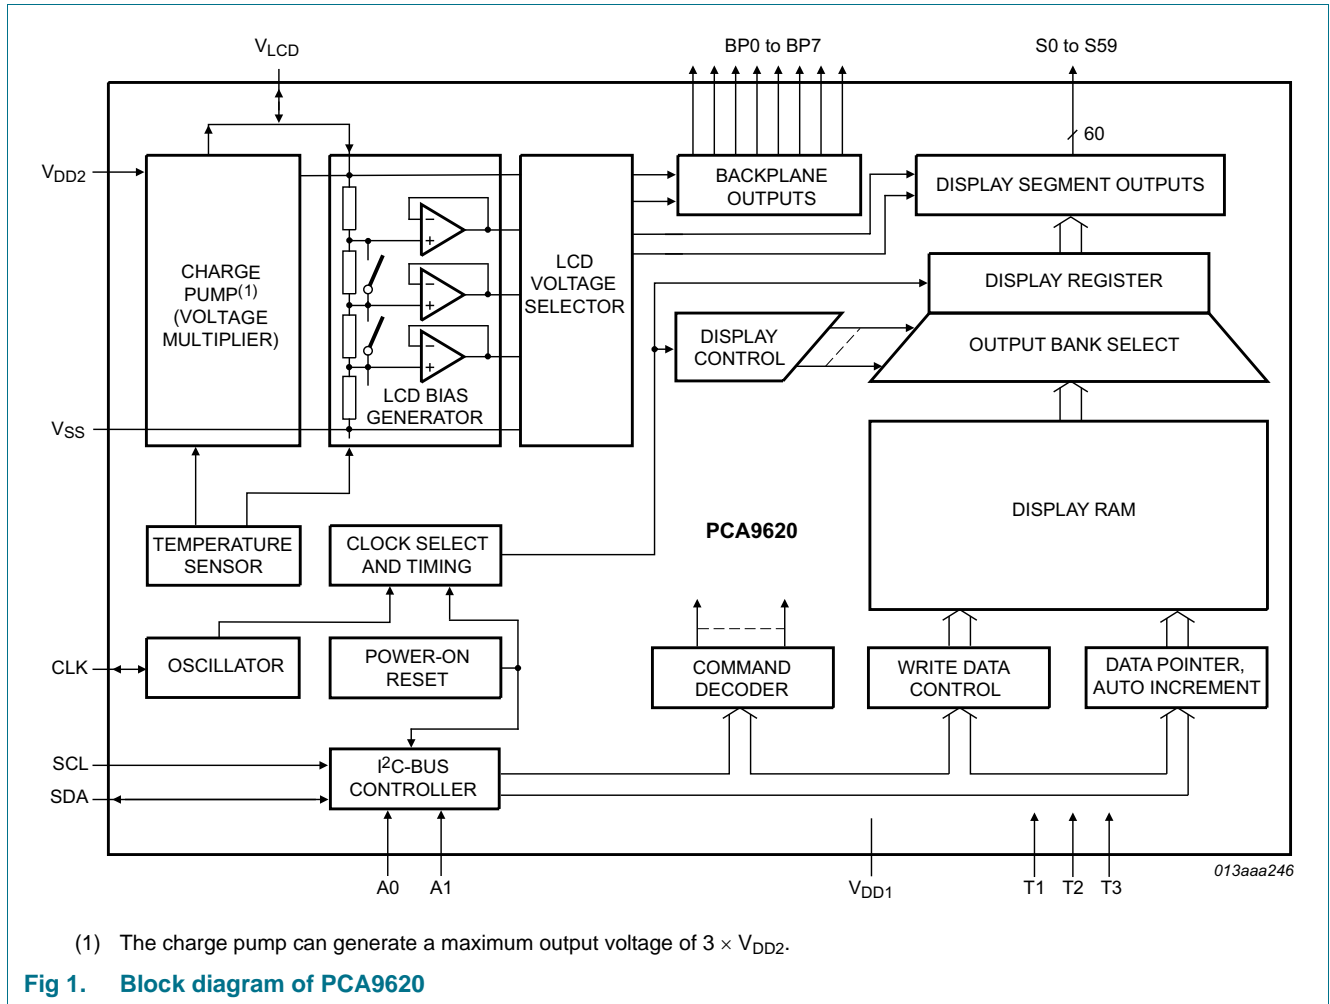 VLCD
BP0 to BP7
S0 to S59
60
VDD2
CHARGE
PUMP(1)
(VOLTAGE
MULTIPLIER)
−
+
−
+
−
+
LCD BIAS
GENERATOR
LCD
VOLTAGE
SELECTOR
BACKPLANE
OUTPUTS
DISPLAY SEGMENT OUTPUTS
DISPLAY REGISTER
DISPLAY
CONTROL
OUTPUT BANK SELECT
VSS
DISPLAY RAM
PCA9620
TEMPERATURE
SENSOR
CLOCK SELECT
AND TIMING
CLK
OSCILLATOR
POWER-ON
RESET
COMMAND
DECODER
WRITE DATA
CONTROL
DATA POINTER,
AUTO INCREMENT
SCL
SDA
I2C-BUS
CONTROLLER
A0
A1
VDD1
T1
T2
T3
013aaa246
(1) The charge pump can generate a maximum output voltage of 3 × VDD2.
Fig 1. Block diagram of PCA9620